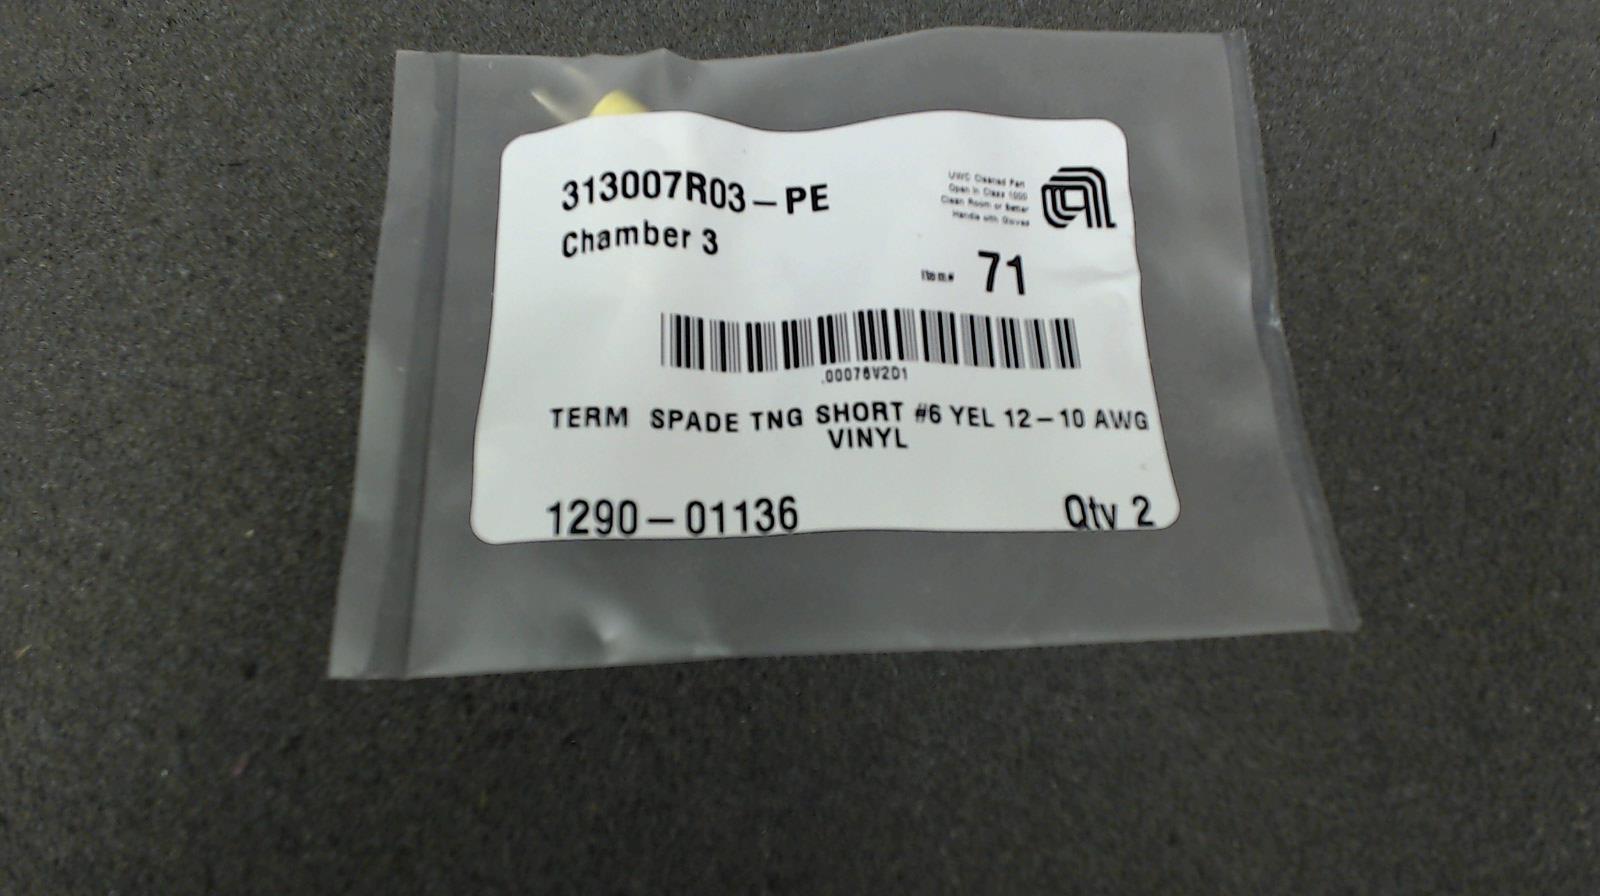 313007R03-PE
Chamber 3
UWC Cleaned Part
Open in Class 1000
Clean Room or Better
Handle with Gloves
Item# 71
.00076V2D1
TERM SPADE TNG SHORT #6 YEL 12-10 AWG
VINYL
1290-01136
Qty 2